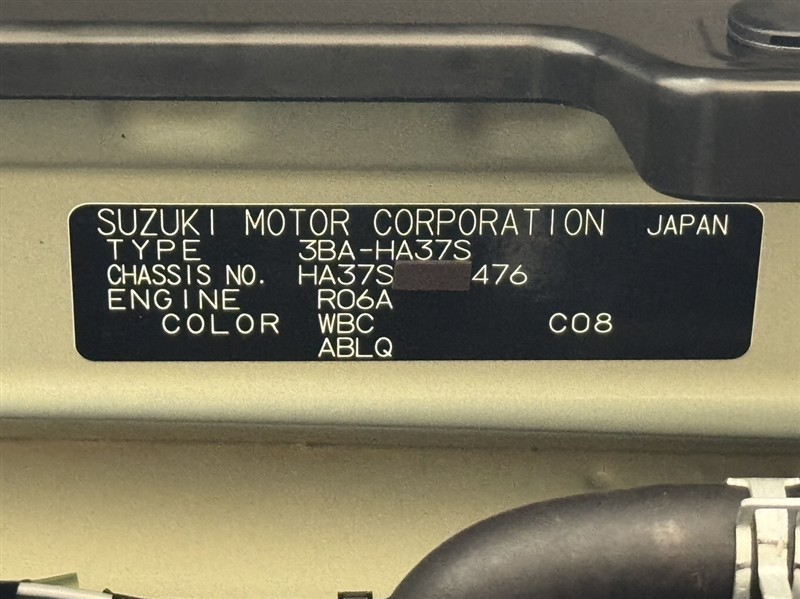 SUZUKI MOTOR CORPORATION JAPAN
TYPE 3BA-HA37S
CHASSIS NO. HA37S 476
ENGINE R06A
COLOR WBC C08
ABLQ